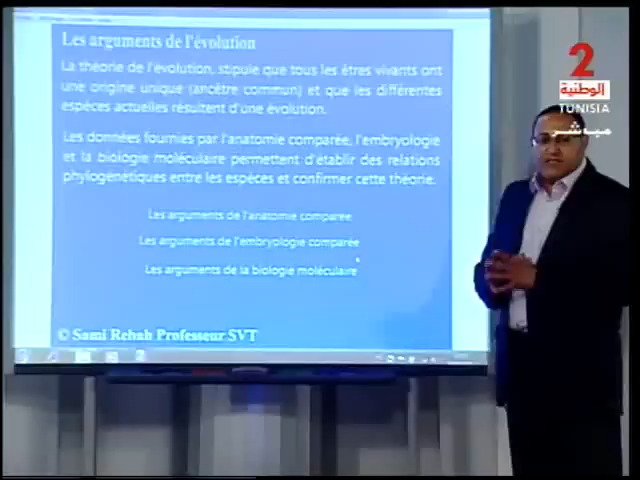 Les arguments de l'évolution
La théorie de l'évolution, stipule que tous les êtres vivants ont
une origine unique (ancêtre commun) et que les différentes
espèces actuelles résultent d'une évolution.
Les données fournies par l'anatomie comparée, l'embryologie
et la biologie moléculaire permettent d'établir des relations
phylogénétiques entre les espèces et confirmer cette théorie.
Les arguments de l'anatomie comparée
Les arguments de l'embryologie comparée
Les arguments de la biologie moléculaire
© Sami Rebah Professeur SVT
2
الوطنية
TUNISIA
مباشر